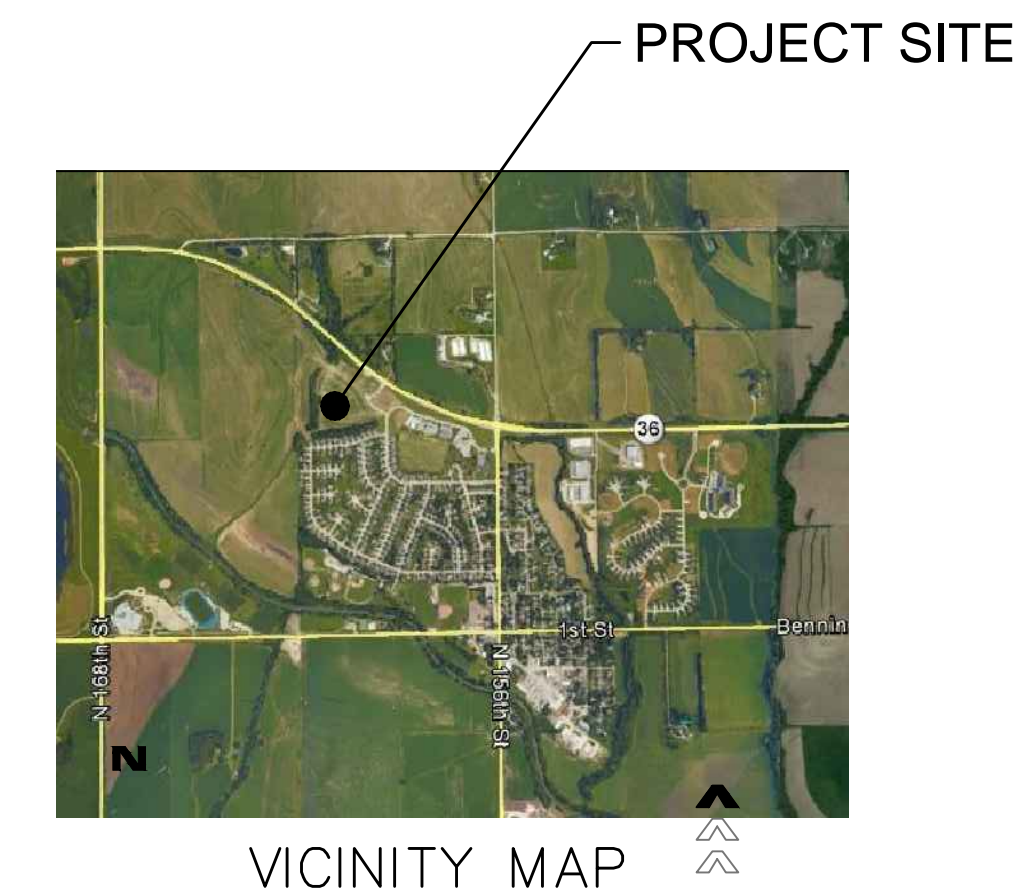 PROJECT SITE
36
1st St
Bennin
N 168th St
N 156th St
N
VICINITY MAP